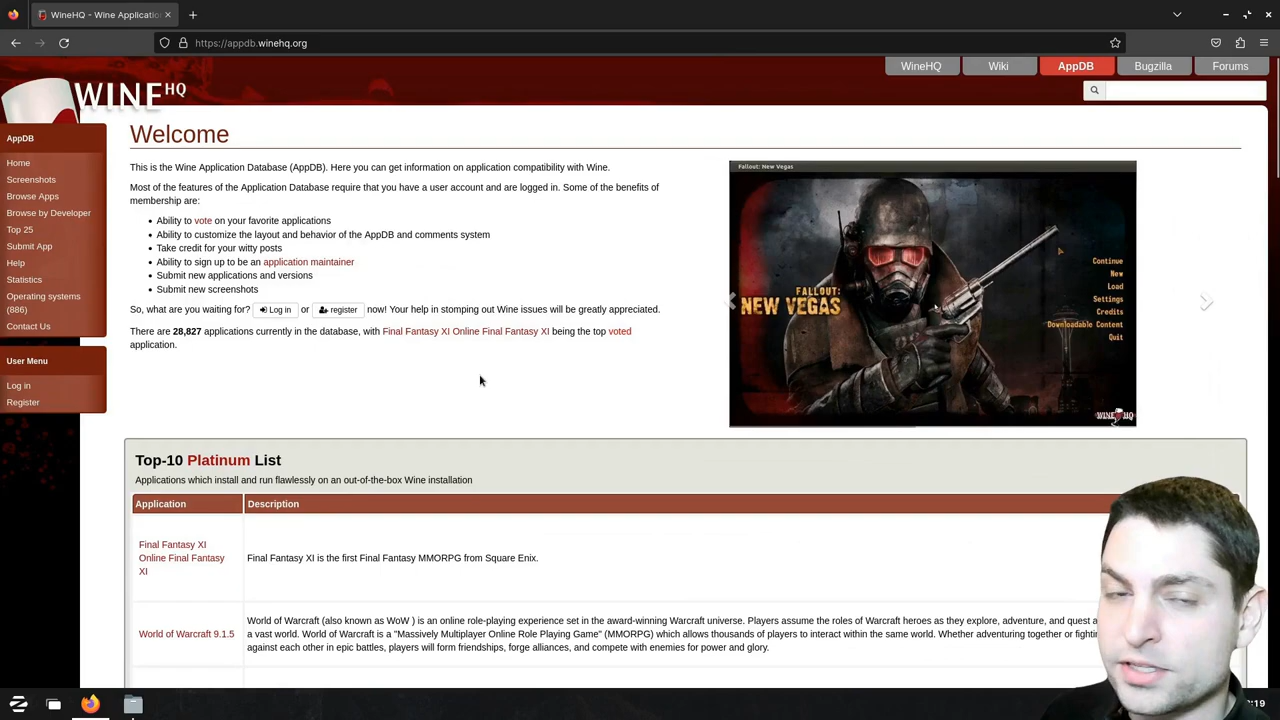 WineHQ - Wine Applicatio
https://appdb.winehq.org
WineHQ
Wiki
AppDB
Bugzilla
Forums
WINE HQ
AppDB
Home
Screenshots
Browse Apps
Browse by Developer
Top 25
Submit App
Help
Statistics
Operating systems
(886)
Contact Us
User Menu
Log in
Register
Welcome
This is the Wine Application Database (AppDB). Here you can get information on application compatibility with Wine.
Most of the features of the Application Database require that you have a user account and are logged in. Some of the benefits of
membership are:
• Ability to vote on your favorite applications
• Ability to customize the layout and behavior of the AppDB and comments system
• Take credit for your witty posts
• Ability to sign up to be an application maintainer
• Submit new applications and versions
• Submit new screenshots
So, what are you waiting for? Log in or register now! Your help in stomping out Wine issues will be greatly appreciated.
There are 28,827 applications currently in the database, with Final Fantasy XI Online Final Fantasy XI being the top voted
application.
Fallout: New Vegas
FALLOUT:
NEW VEGAS
Continue
New
Load
Settings
Credits
Downloadable Content
Quit
WINE HQ
Top-10 Platinum List
Applications which install and run flawlessly on an out-of-the-box Wine installation
Application Description
Final Fantasy XI
Online Final Fantasy
XI
Final Fantasy XI is the first Final Fantasy MMORPG from Square Enix.
World of Warcraft 9.1.5
World of Warcraft (also known as WoW ) is an online role-playing experience set in the award-winning Warcraft universe. Players assume the roles of Warcraft heroes as they explore, adventure, and quest a
a vast world. World of Warcraft is a "Massively Multiplayer Online Role Playing Game" (MMORPG) which allows thousands of players to interact within the same world. Whether adventuring together or fightin
against each other in epic battles, players will form friendships, forge alliances, and compete with enemies for power and glory.
:19